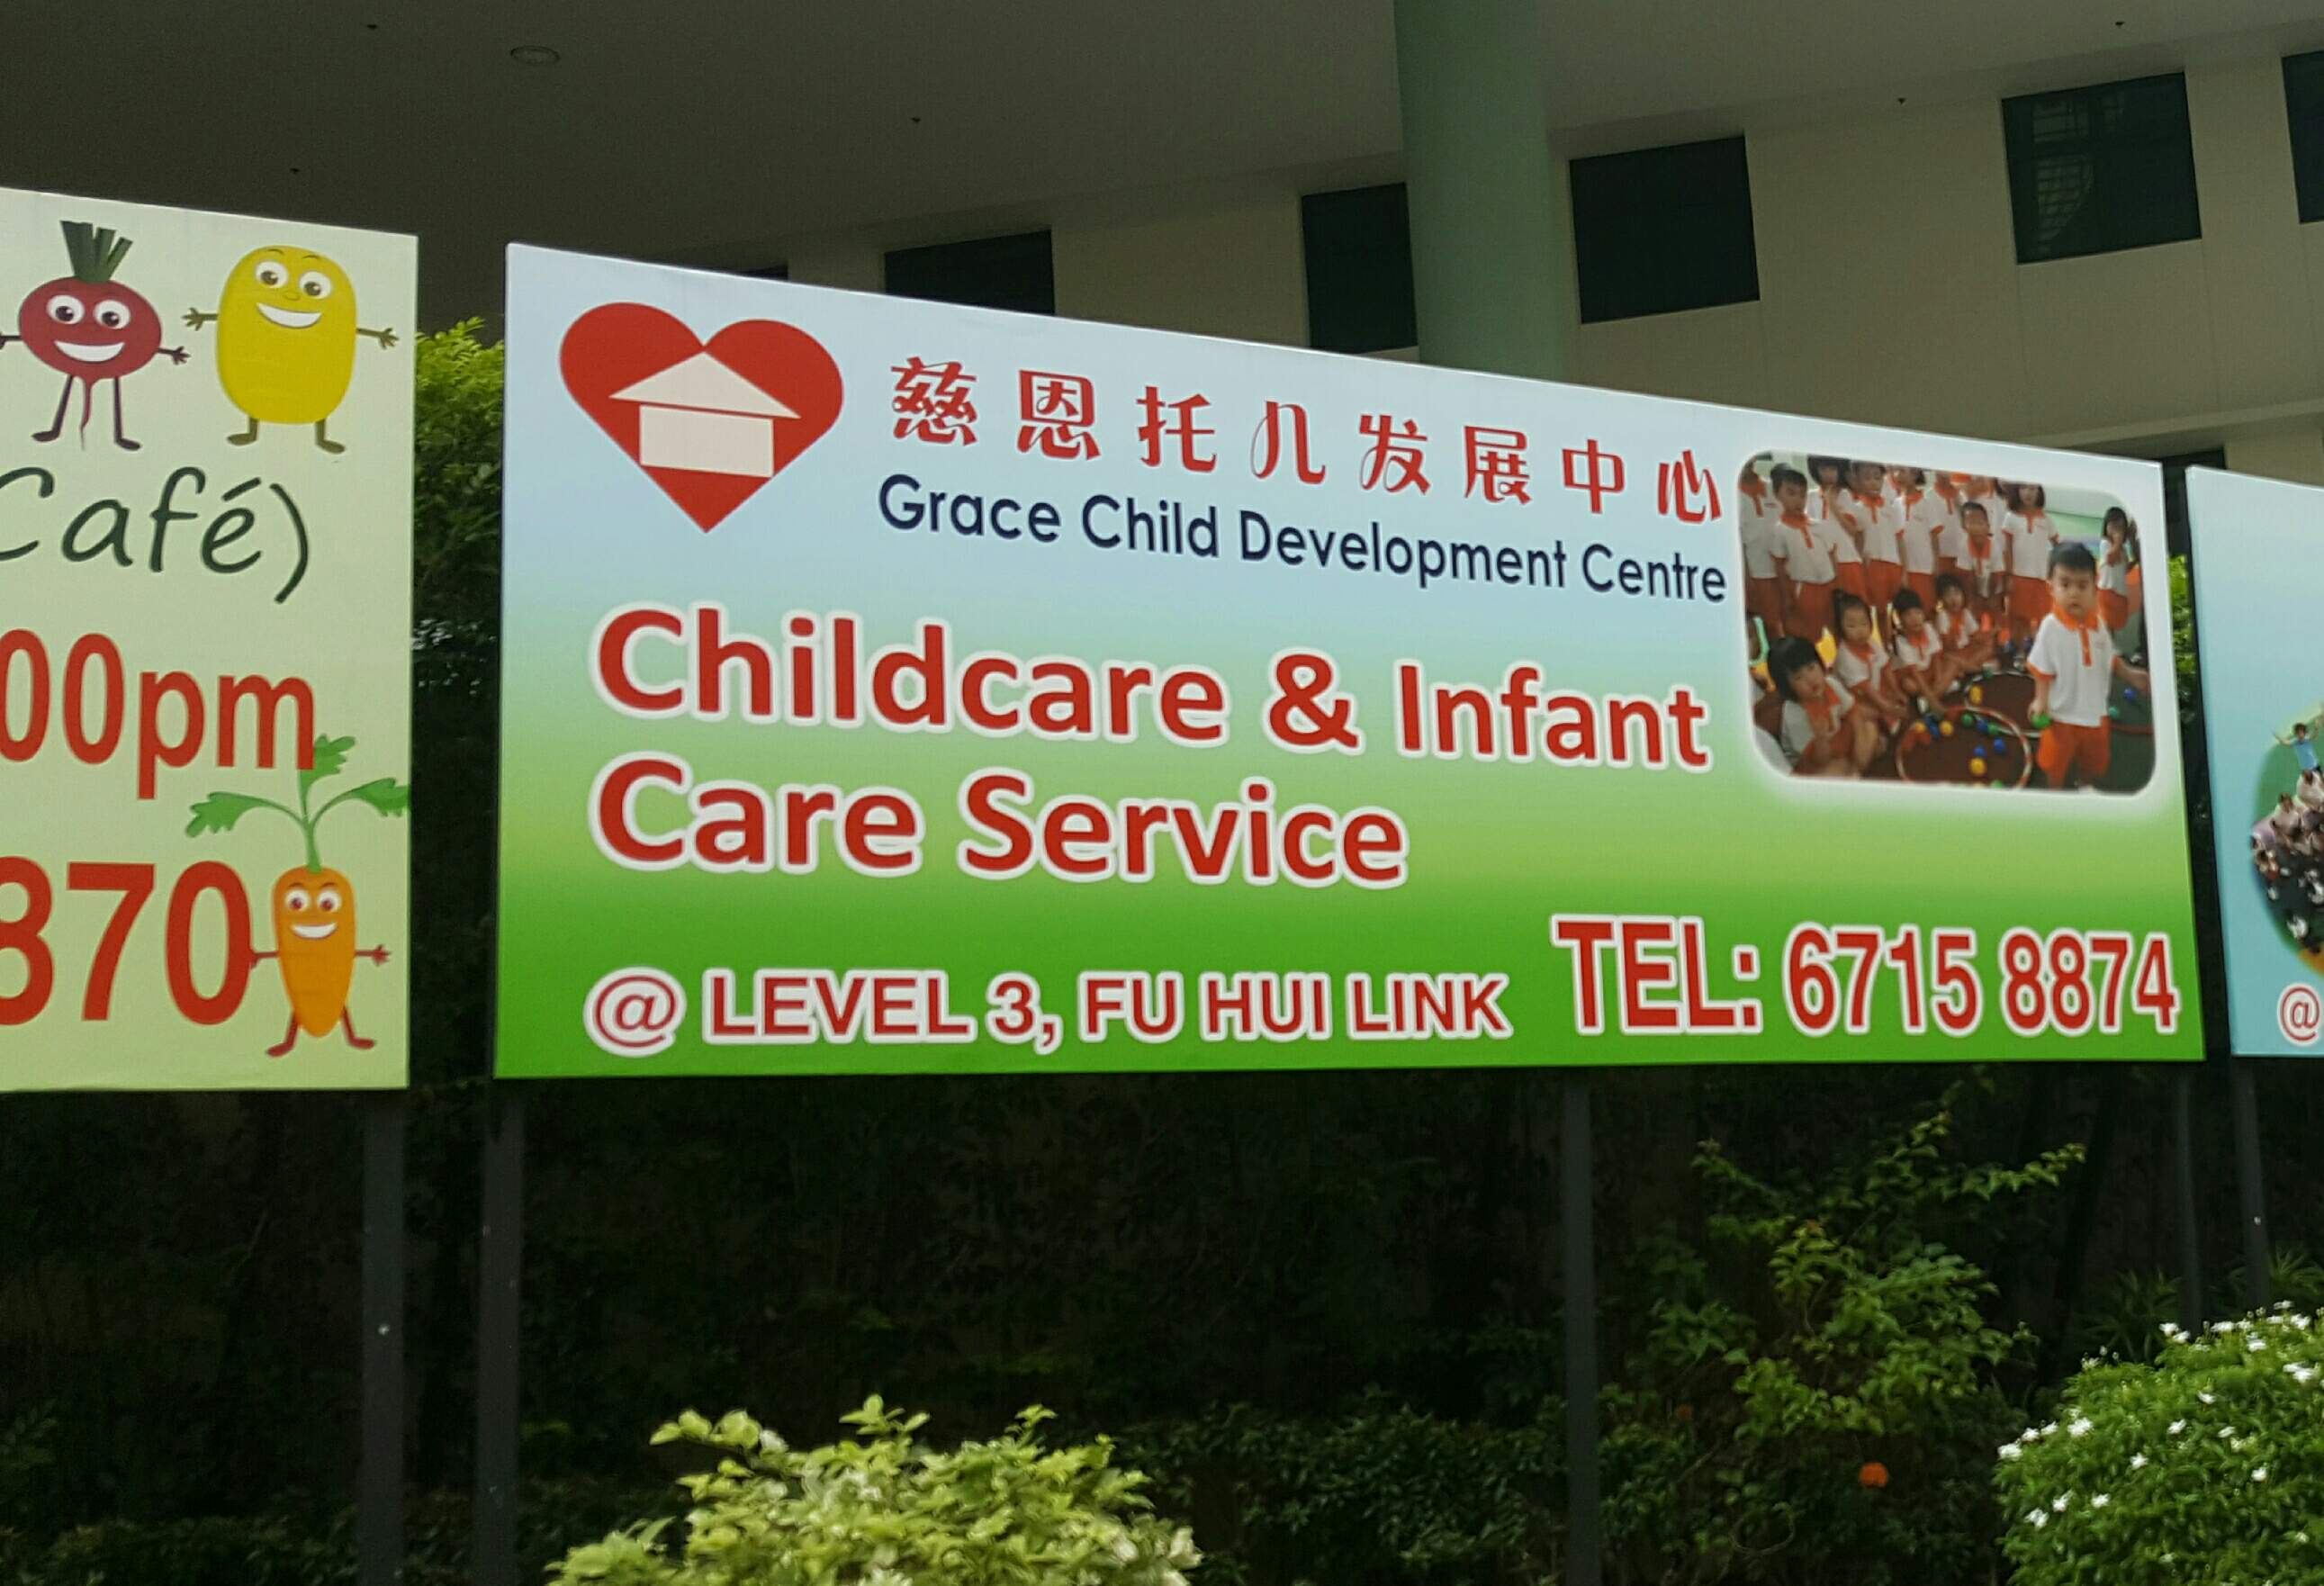 Café)
00pm
870
慈恩托儿发展中心
Grace Child Development Centre
Childcare & Infant
Care Service
@ LEVEL 3, FU HUI LINK
TEL: 6715 8874
@